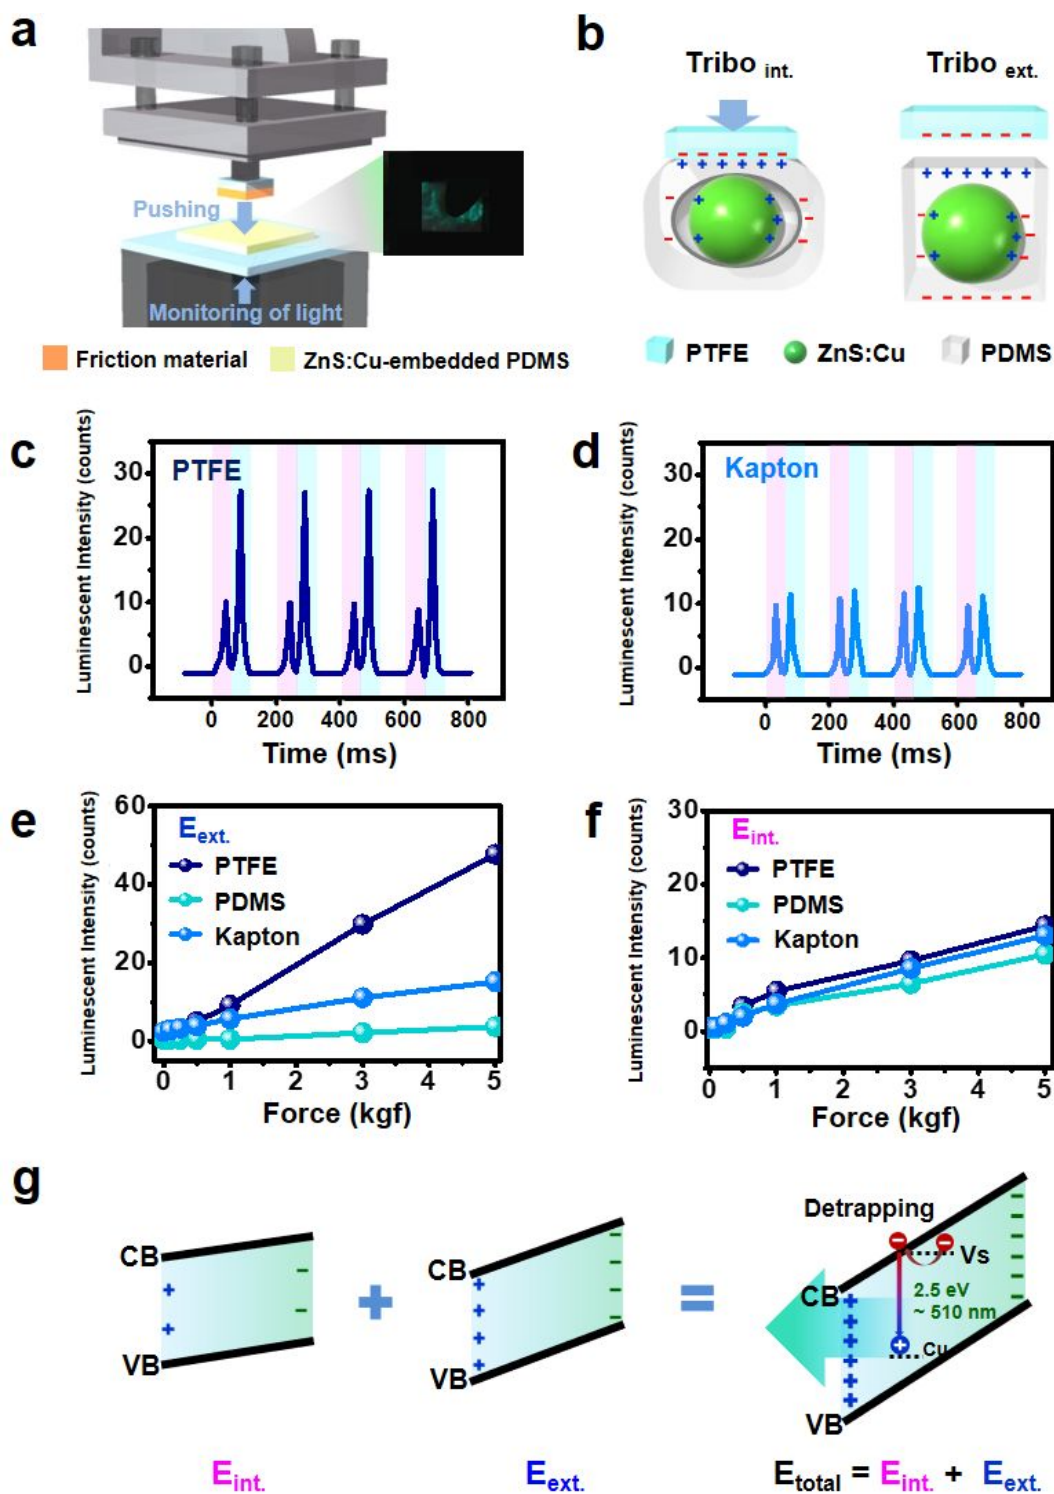 a
Pushing
Monitoring of light
Friction material
ZnS:Cu-embedded PDMS
b
Tribo int.
Tribo ext.
PTFE
ZnS:Cu
PDMS
c
Luminescent Intensity (counts)
30
20
10
0
PTFE
0 200 400 600 800
Time (ms)
d
Luminescent Intensity (counts)
30
20
10
0
Kapton
0 200 400 600 800
Time (ms)
e
Luminescent Intensity (counts)
60
40
20
0
Eext.
PTFE
PDMS
Kapton
0 1 2 3 4 5
Force (kgf)
f
Luminescent Intensity (counts)
30
20
10
0
Eint.
PTFE
PDMS
Kapton
0 1 2 3 4 5
Force (kgf)
g
CB
VB
Eint.
+
CB
VB
Eext.
=
Detrapping
Vs
CB
2.5 eV
~ 510 nm
Cu
VB
Etotal = Eint. + Eext.